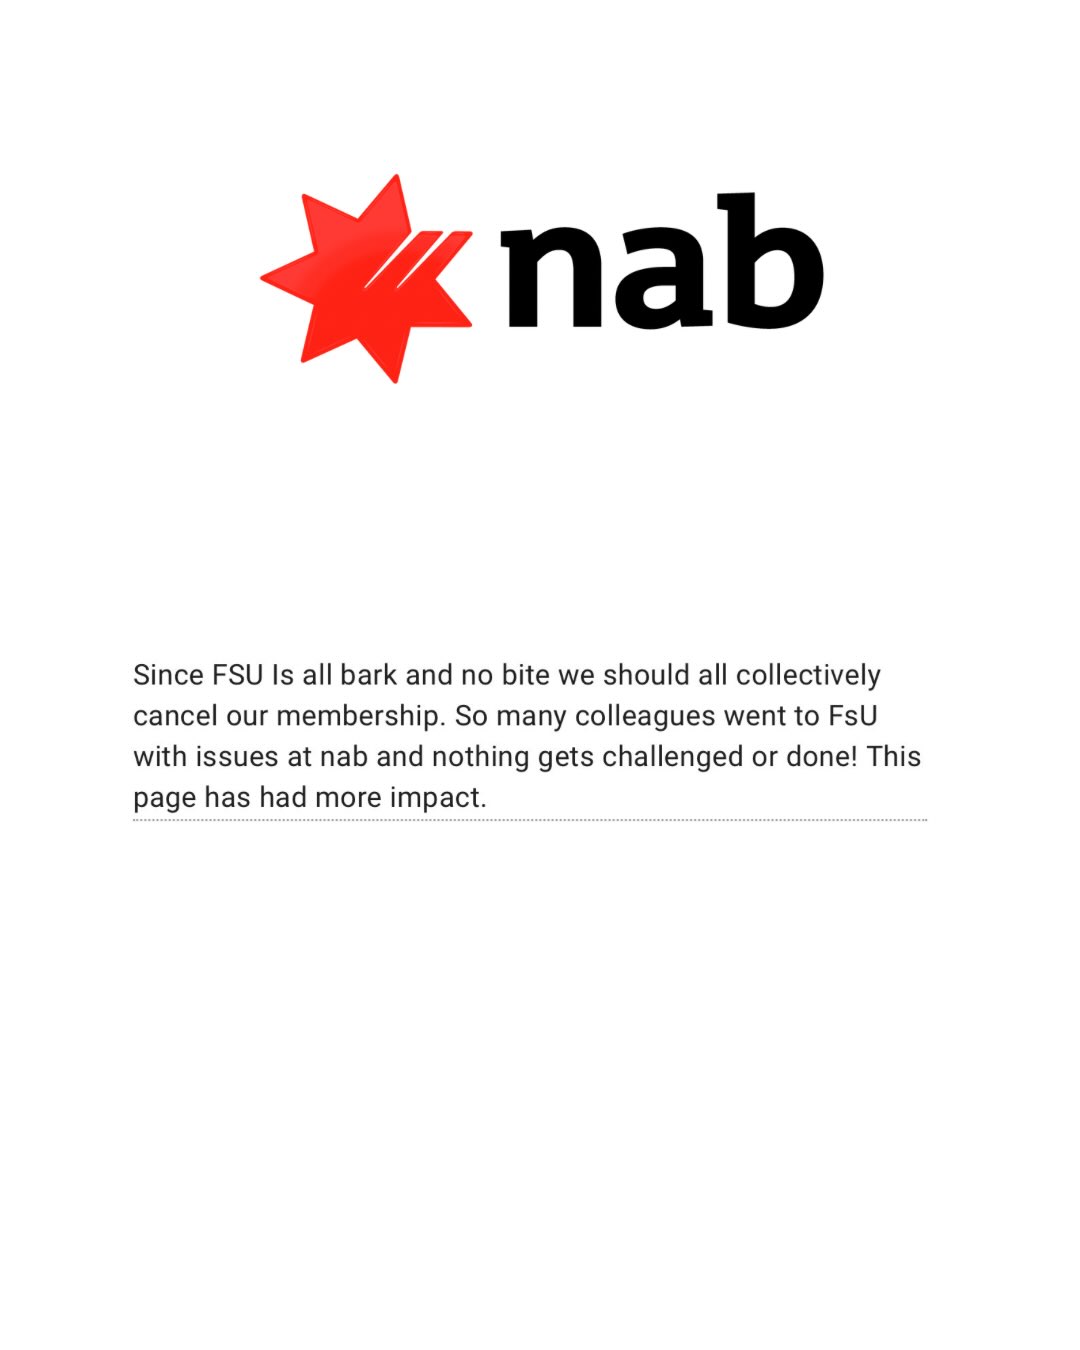 nab
Since FSU Is all bark and no bite we should all collectively
cancel our membership. So many colleagues went to FsU
with issues at nab and nothing gets challenged or done! This
page has had more impact.